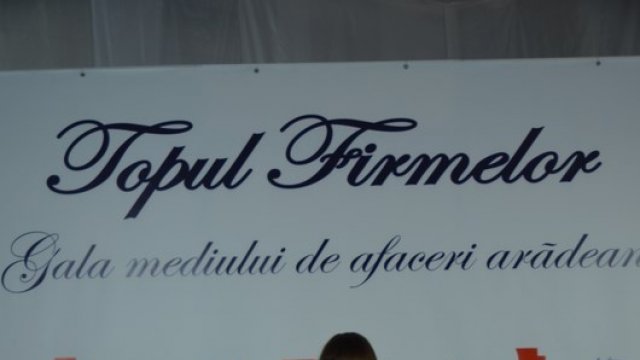 Topul Firmelor
Gala mediului de afaceri arădean